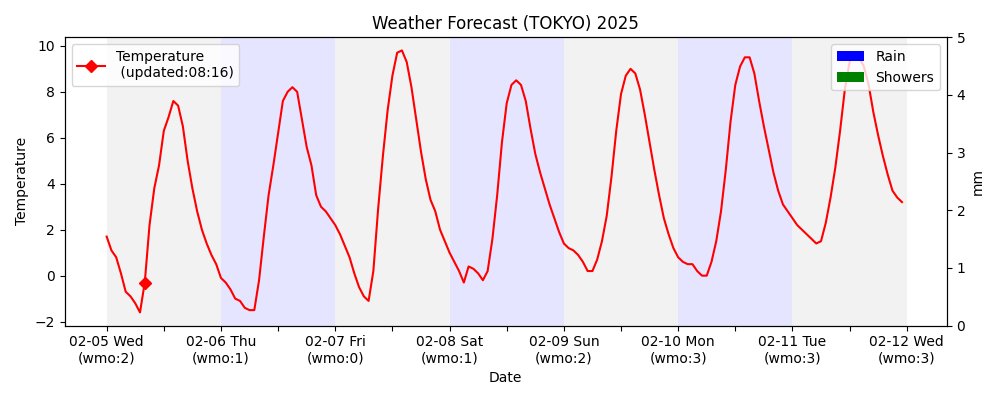 Weather Forecast (TOKYO) 2025
Temperature
(updated:08:16)
Rain
Showers
Temperature
10
8
6
4
2
0
−2
5
4
3
2
1
0
mm
02-05 Wed 02-06 Thu 02-07 Fri 02-08 Sat 02-09 Sun 02-10 Mon 02-11 Tue 02-12 Wed
(wmo:2) (wmo:1) (wmo:0) (wmo:1) (wmo:2) (wmo:3) (wmo:3) (wmo:3)
Date